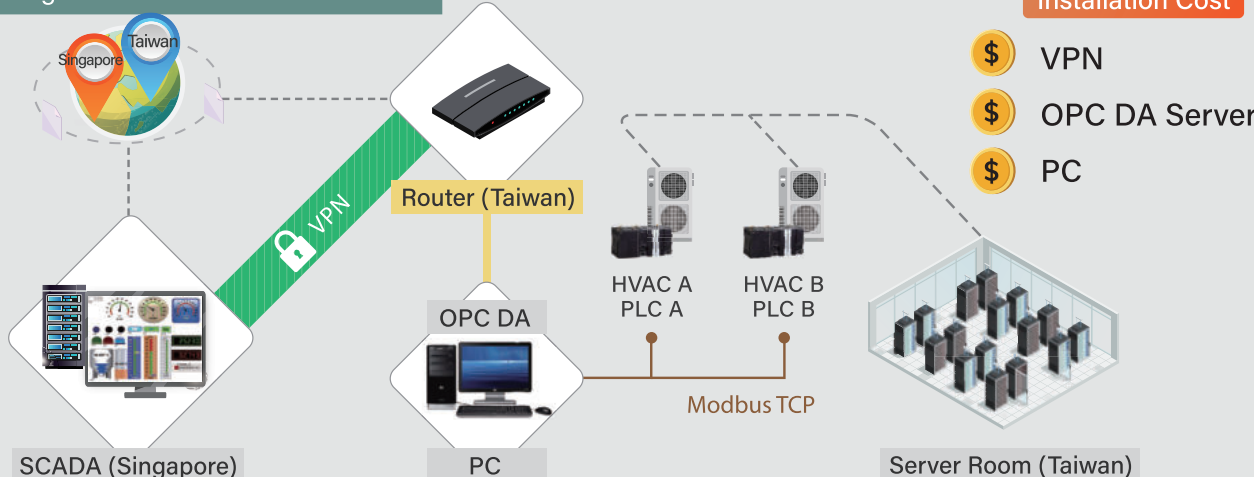 Installation Cost
Taiwan
Singapore
$ VPN
$ OPC DA Server
$ PC
VPN
Router (Taiwan)
HVAC A
PLC A
HVAC B
PLC B
OPC DA
Modbus TCP
SCADA (Singapore)
PC
Server Room (Taiwan)